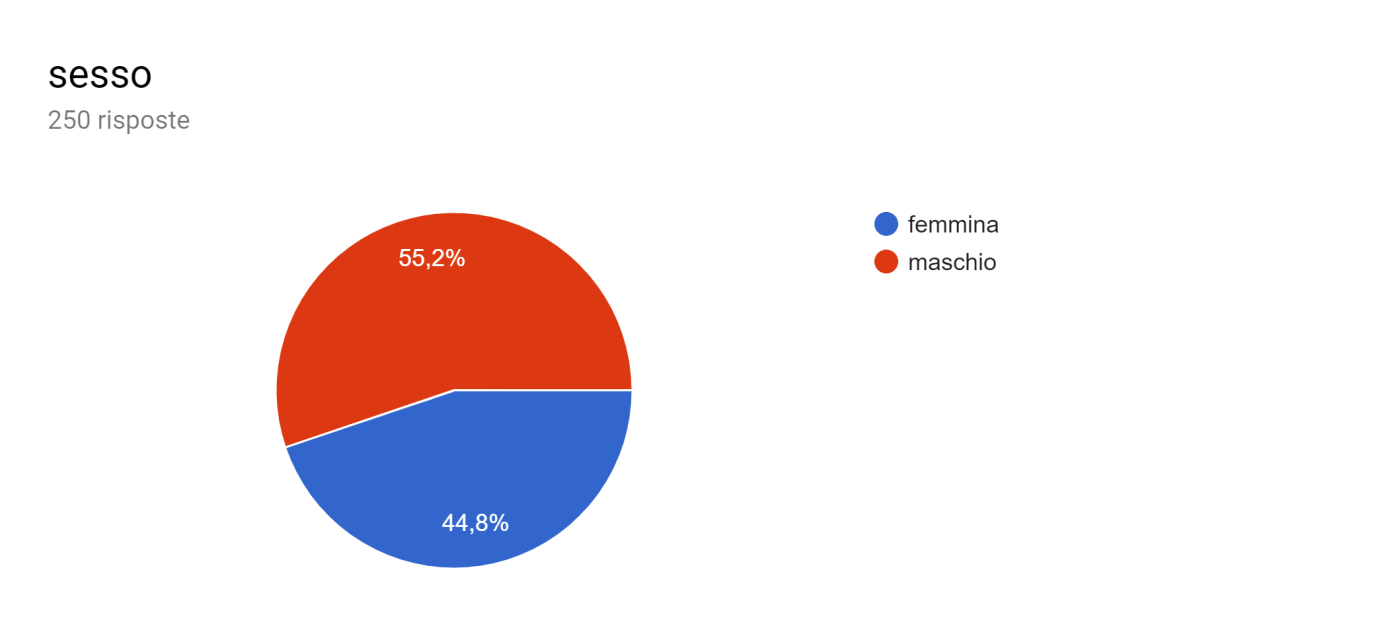 sesso
250 risposte
femmina
maschio
55,2%
44,8%